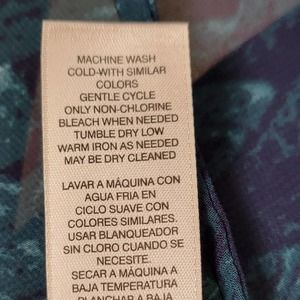 MACHINE WASH
COLD-WITH SIMILAR
COLORS
GENTLE CYCLE
ONLY NON-CHLORINE
BLEACH WHEN NEEDED
TUMBLE DRY LOW
WARM IRON AS NEEDED
MAY BE DRY CLEANED
LAVAR A MÁQUINA CON
AGUA FRIA EN
CICLO SUAVE CON
COLORES SIMILARES.
USAR BLANQUEADOR
SIN CLORO CUANDO SE
NECESITE.
SECAR A MÁQUINA A
BAJA TEMPERATURA
PLANCHAR A BAJA